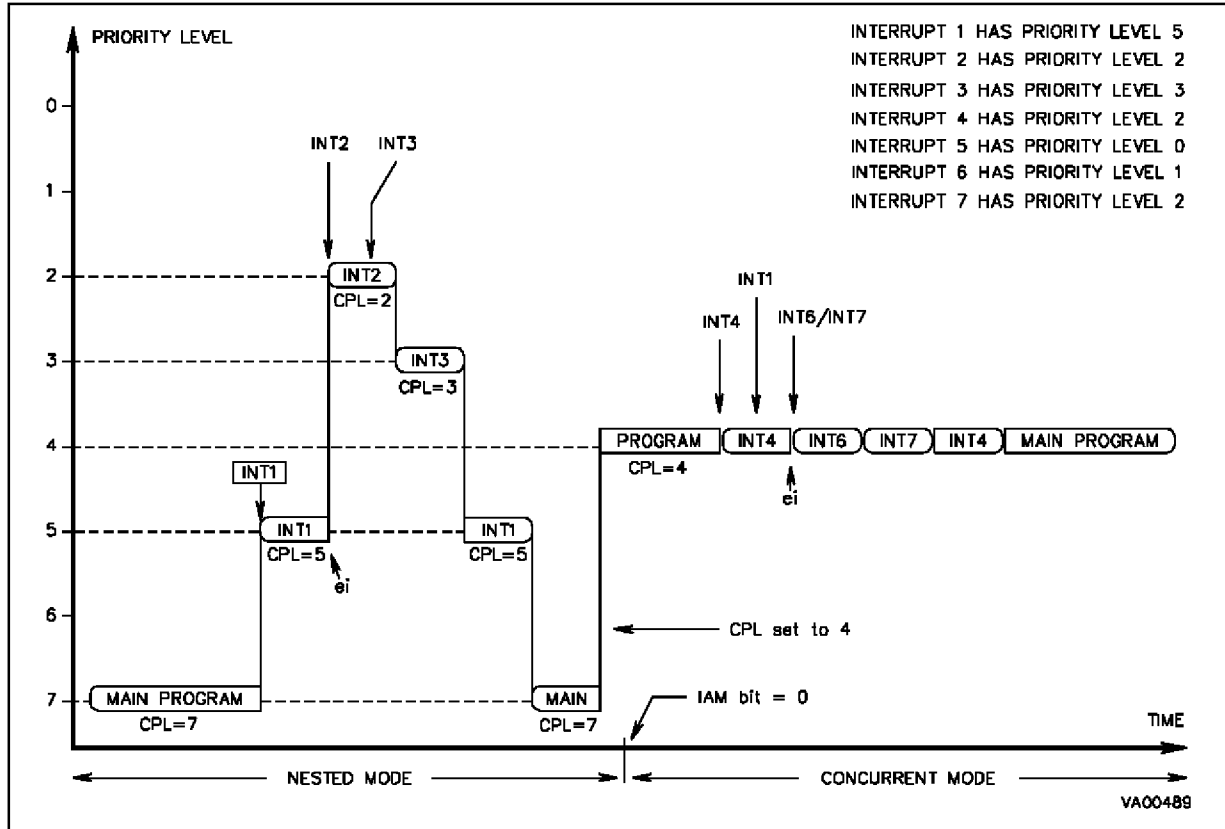 PRIORITY LEVEL
INTERRUPT 1 HAS PRIORITY LEVEL 5
INTERRUPT 2 HAS PRIORITY LEVEL 2
INTERRUPT 3 HAS PRIORITY LEVEL 3
INTERRUPT 4 HAS PRIORITY LEVEL 2
INTERRUPT 5 HAS PRIORITY LEVEL 0
INTERRUPT 6 HAS PRIORITY LEVEL 1
INTERRUPT 7 HAS PRIORITY LEVEL 2
0
INT2 INT3
1
2 INT2
CPL=2
INT1
INT4 INT6/INT7
3 INT3
CPL=3
4 PROGRAM INT4 INT6 INT7 INT4 MAIN PROGRAM
CPL=4
ei
INT1
5 INT1 INT1
CPL=5 CPL=5
ei
6
CPL set to 4
7 MAIN PROGRAM MAIN
CPL=7 CPL=7
IAM bit = 0
TIME
NESTED MODE CONCURRENT MODE
VA00489